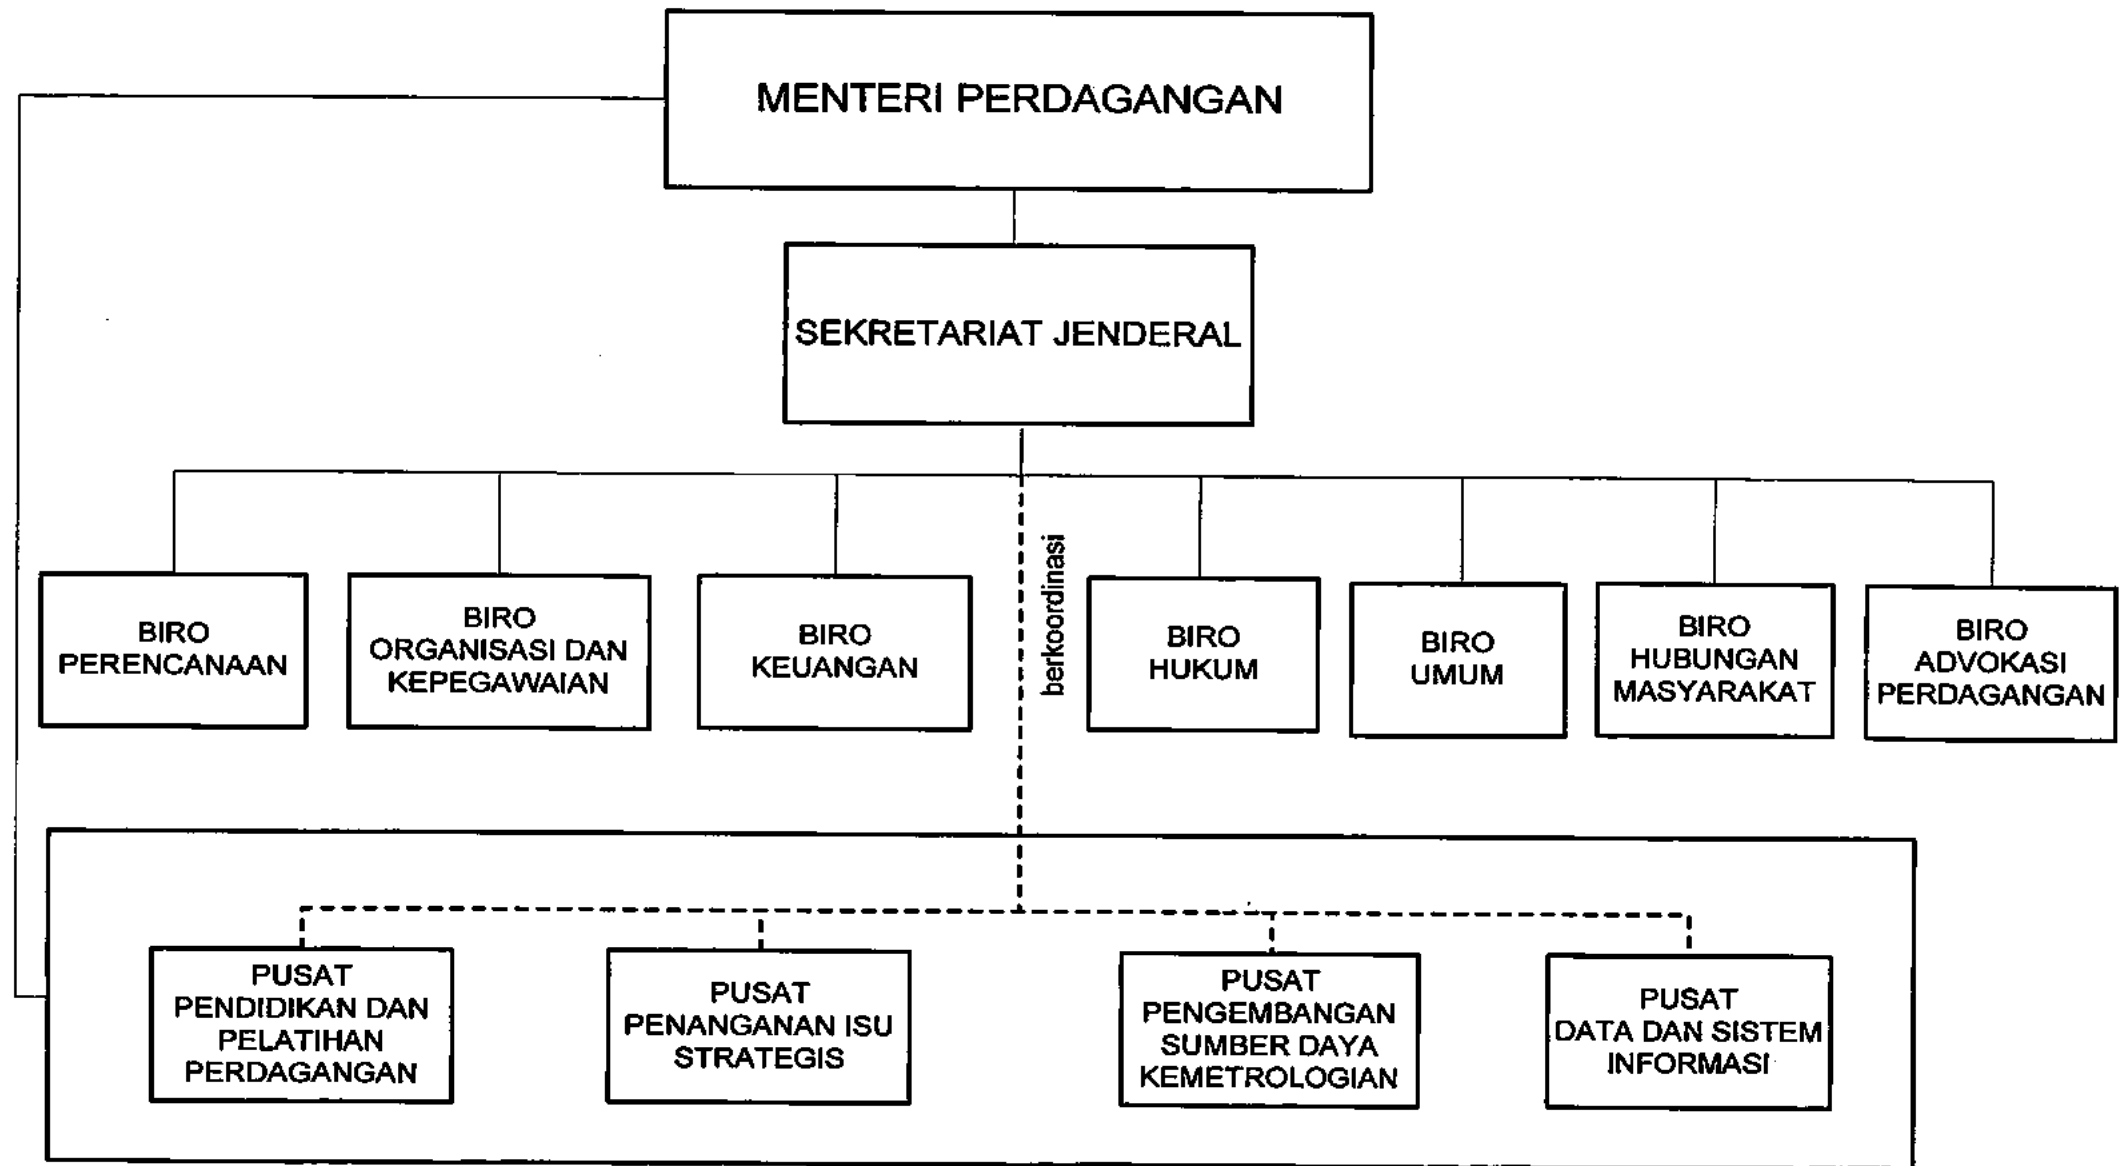 MENTERI PERDAGANGAN
SEKRETARIAT JENDERAL
berkoordinasi
BIRO
PERENCANAAN
BIRO
ORGANISASI DAN
KEPEGAWAIAN
BIRO
KEUANGAN
BIRO
HUKUM
BIRO
UMUM
BIRO
HUBUNGAN
MASYARAKAT
BIRO
ADVOKASI
PERDAGANGAN
PUSAT
PENDIDIKAN DAN
PELATIHAN
PERDAGANGAN
PUSAT
PENANGANAN ISU
STRATEGIS
PUSAT
PENGEMBANGAN
SUMBER DAYA
KEMETROLOGIAN
PUSAT
DATA DAN SISTEM
INFORMASI